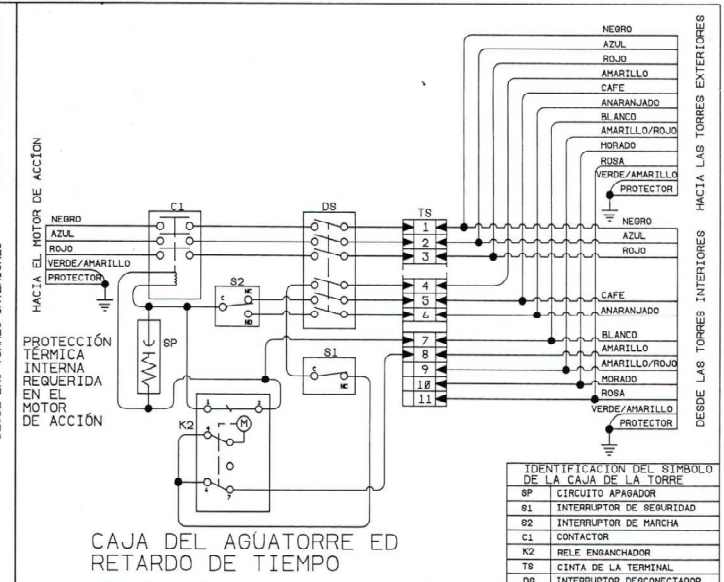 NEGRO
AZUL
ROJO
AMARILLO
CAFE
ANARANJADO
BLANCO
AMARILLO/ROJO
MORADO
ROSA
VERDE/AMARILLO
PROTECTOR
HACIA LAS TORRES EXTERIORES
HACIA EL MOTOR DE ACCÍON
NEGRO
AZUL
ROJO
VERDE/AMARILLO
PROTECTOR
C1
DS
TS
1
2
3
4
5
6
7
8
9
10
11
NEGRO
AZUL
ROJO
CAFE
ANARANJADO
BLANCO
AMARILLO
AMARILLO/ROJO
MORADO
ROSA
VERDE/AMARILLO
PROTECTOR
DESDE LAS TORRES INTERIORES
S2
NC
C
NO
SP
S1
C
NC
PROTECCIÓN
TÉRMICA
INTERNA
REQUERIDA
EN EL
MOTOR
DE ACCIÓN
K2
1
2
4
M
6
7
CAJA DEL AGUATORRE ED
RETARDO DE TIEMPO
IDENTIFICACION DEL SIMBOLO
DE LA CAJA DE LA TORRE
SP CIRCUITO APAGADOR
S1 INTERRUPTOR DE SEGURIDAD
S2 INTERRUPTOR DE MARCHA
C1 CONTACTOR
K2 RELE ENGANCHADOR
TS CINTA DE LA TERMINAL
DS INTERRUPTOR DESCONECTADOR